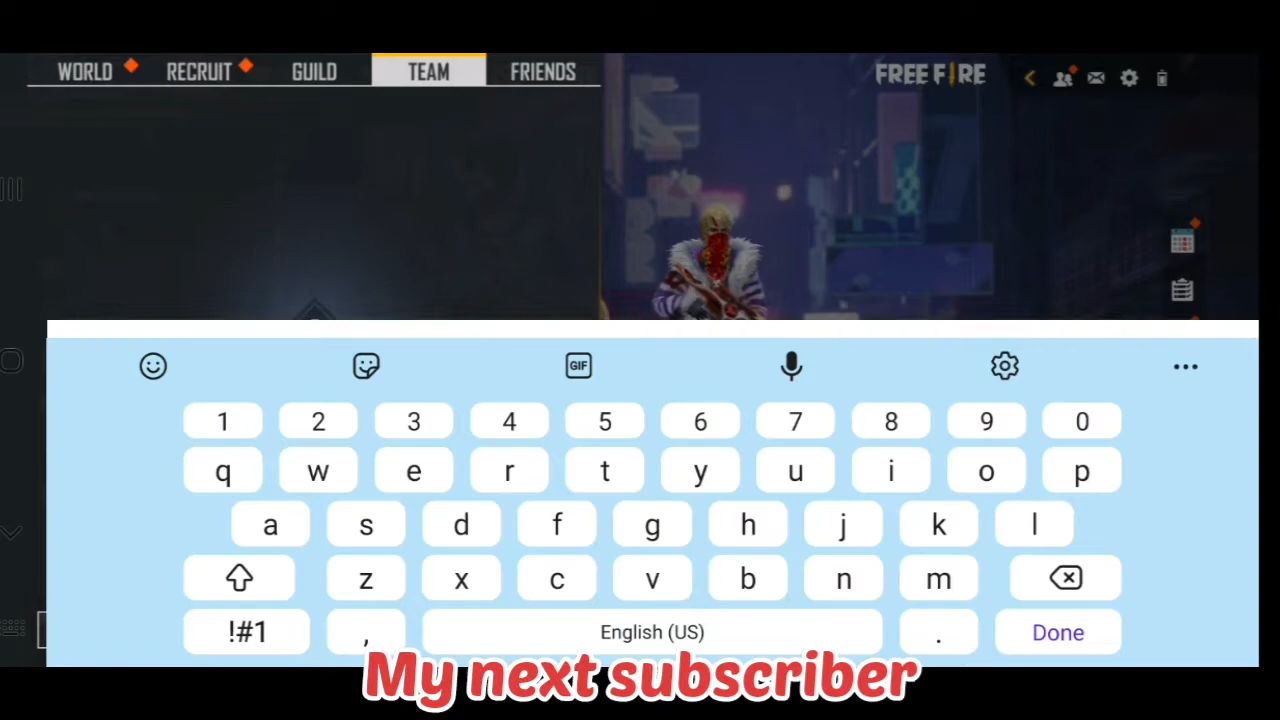 WORLD RECRUIT GUILD TEAM FRIENDS FREE FIRE
GIF
1 2 3 4 5 6 7 8 9 0
q w e r t y u i o p
a s d f g h j k l
z x c v b n m
!#1 , English (US) . Done
My next subscriber